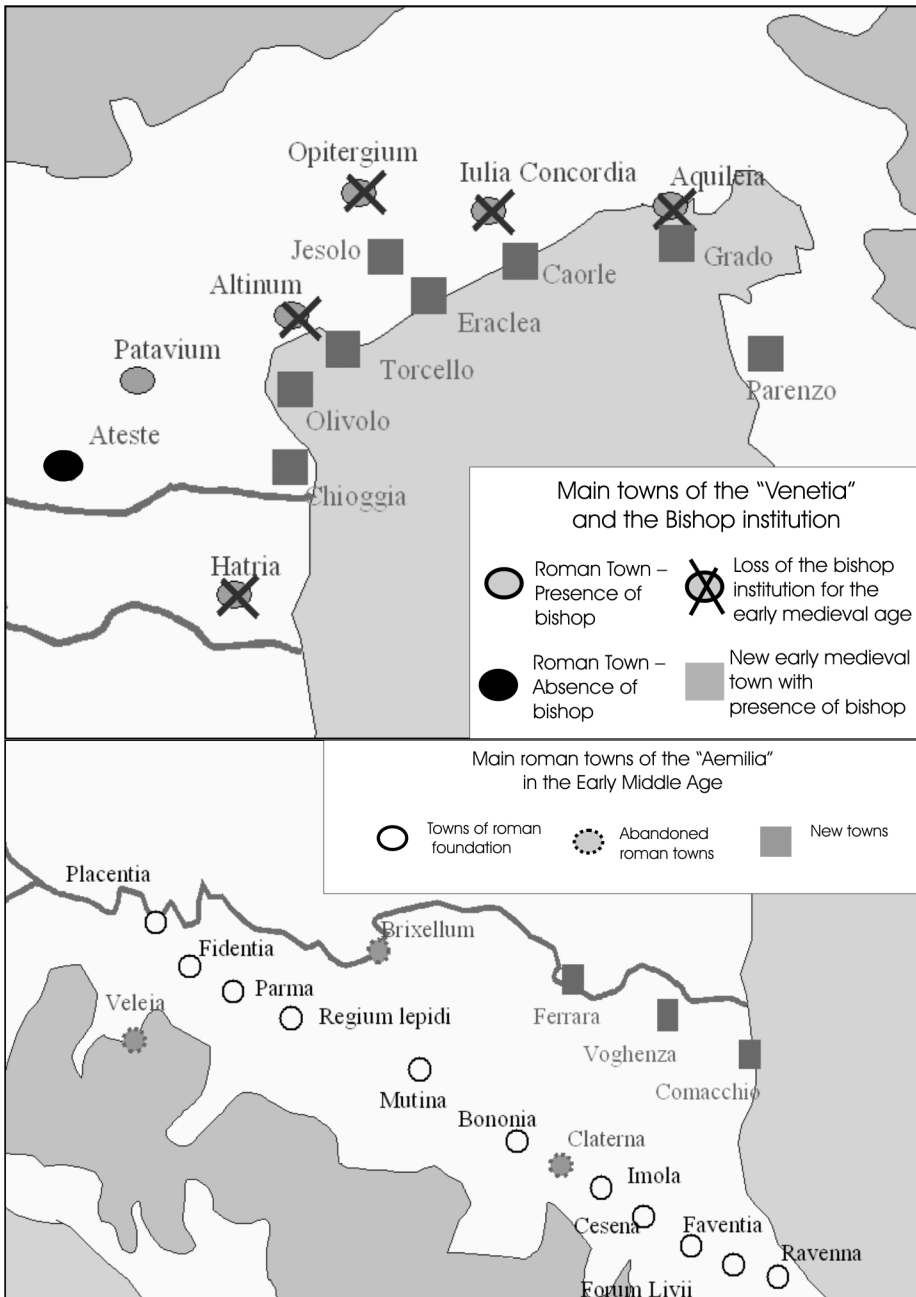 Opitergium
Iulia Concordia
Aquileia
Jesolo
Grado
Caorle
Altinum
Eraclea
Patavium
Torcello
Parenzo
Olivolo
Ateste
Chioggia
Hatria
Main towns of the “Venetia”
and the Bishop institution
Roman Town –
Presence of
bishop
Loss of the bishop
institution for the
early medieval age
Roman Town –
Absence of
bishop
New early medieval
town with
presence of bishop
Main roman towns of the “Aemilia”
in the Early Middle Age
Towns of roman
foundation
Abandoned
roman towns
New towns
Placentia
Brixellum
Fidentia
Parma
Veleia
Regium lepidi
Ferrara
Voghenza
Comacchio
Mutina
Bononia
Claterna
Imola
Cesena
Faventia
Ravenna
Forum Livii